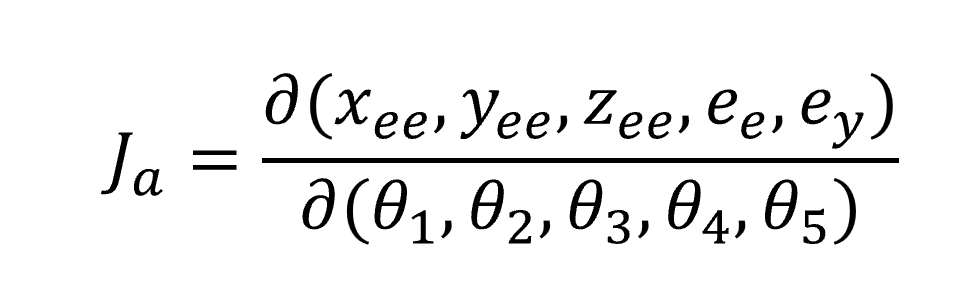 J_a = ∂(x_ee, y_ee, z_ee, e_e, e_y) / ∂(θ_1, θ_2, θ_3, θ_4, θ_5)